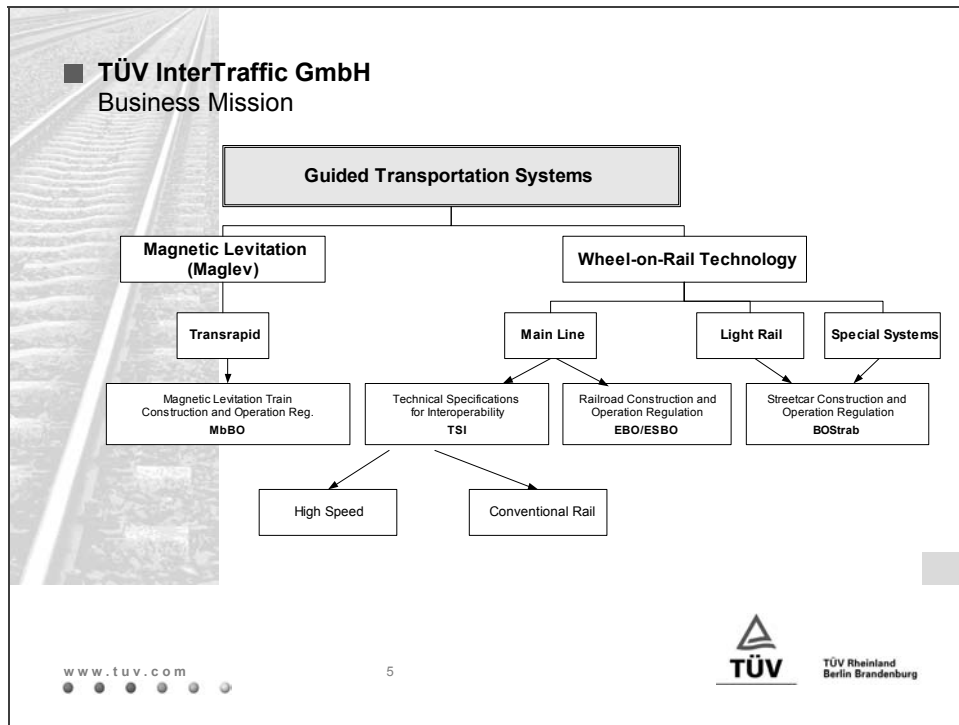 TÜV InterTraffic GmbH
Business Mission
Guided Transportation Systems
Magnetic Levitation
(Maglev)
Wheel-on-Rail Technology
Transrapid
Main Line
Light Rail
Special Systems
Magnetic Levitation Train
Construction and Operation Reg.
MbBO
Technical Specifications
for Interoperability
TSI
Railroad Construction and
Operation Regulation
EBO/ESBO
Streetcar Construction and
Operation Regulation
BOStrab
High Speed
Conventional Rail
www.tuv.com
5
TÜV
TÜV Rheinland
Berlin Brandenburg